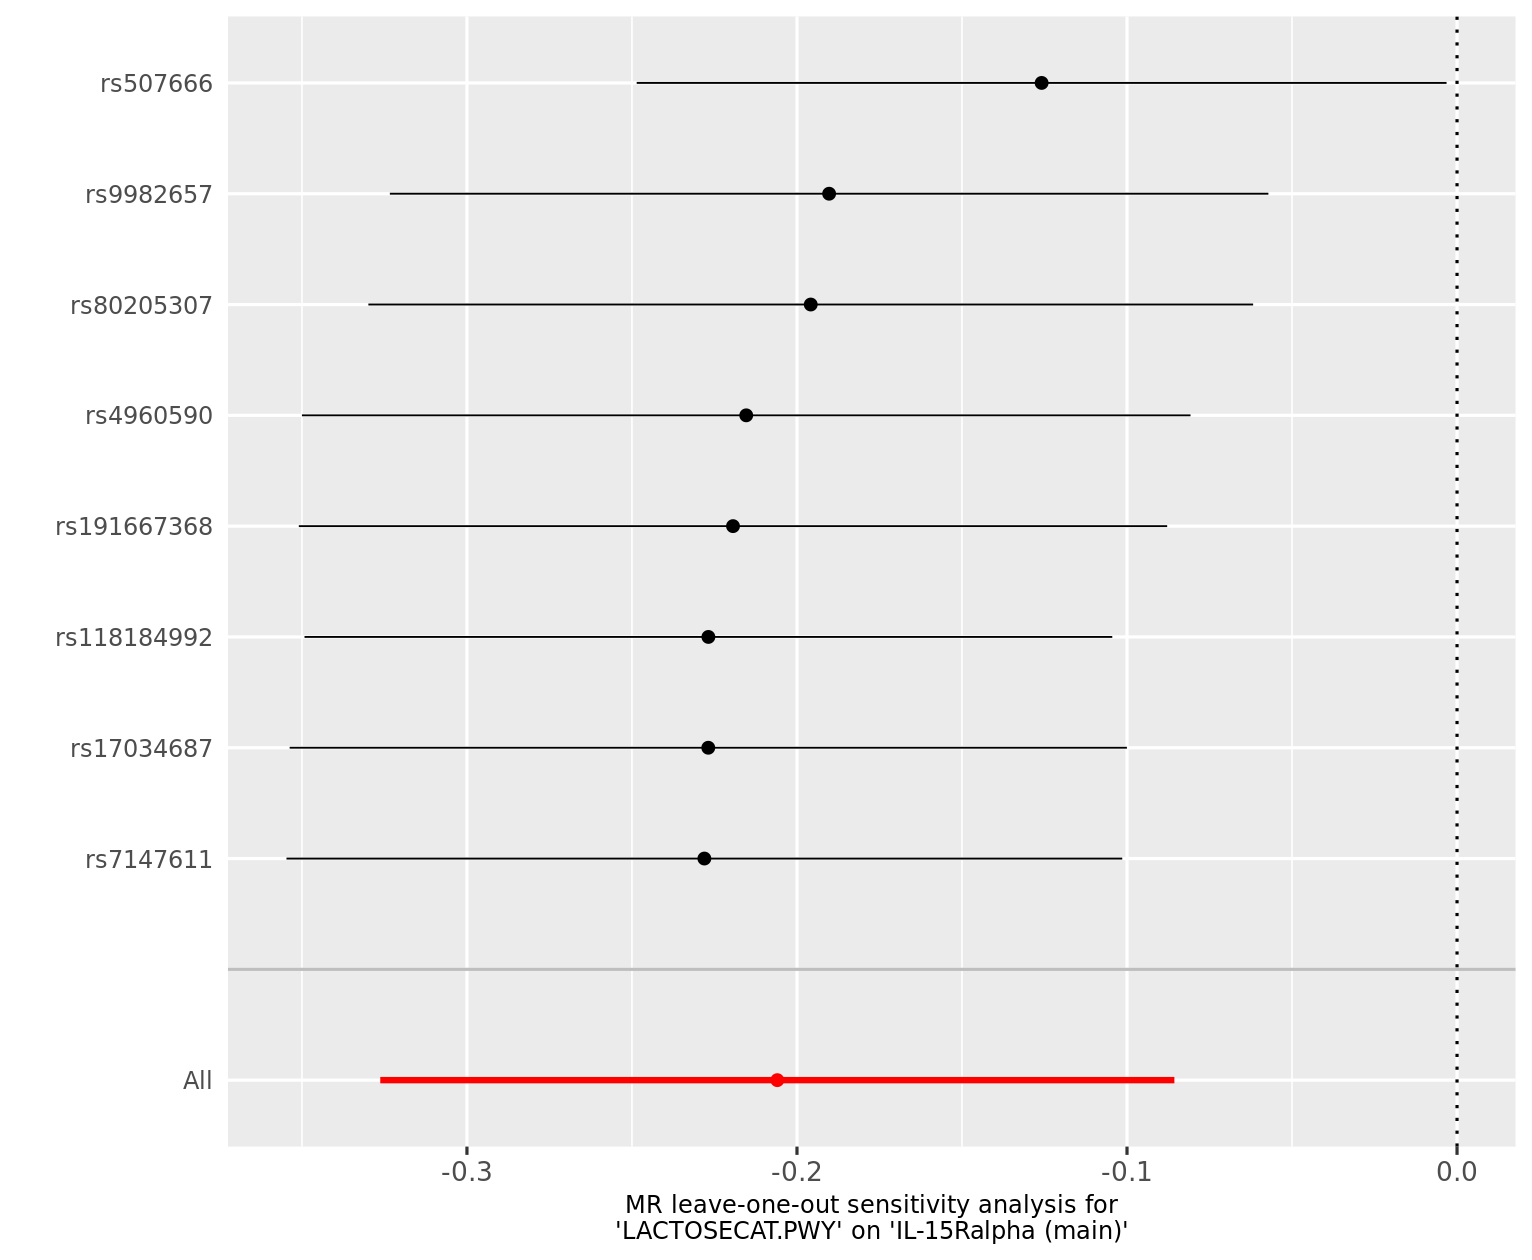 rs507666
rs9982657
rs80205307
rs4960590
rs191667368
rs118184992
rs17034687
rs7147611
All
-0.3 -0.2 -0.1 0.0
MR leave-one-out sensitivity analysis for
'LACTOSECAT.PWY' on 'IL-15Ralpha (main)'